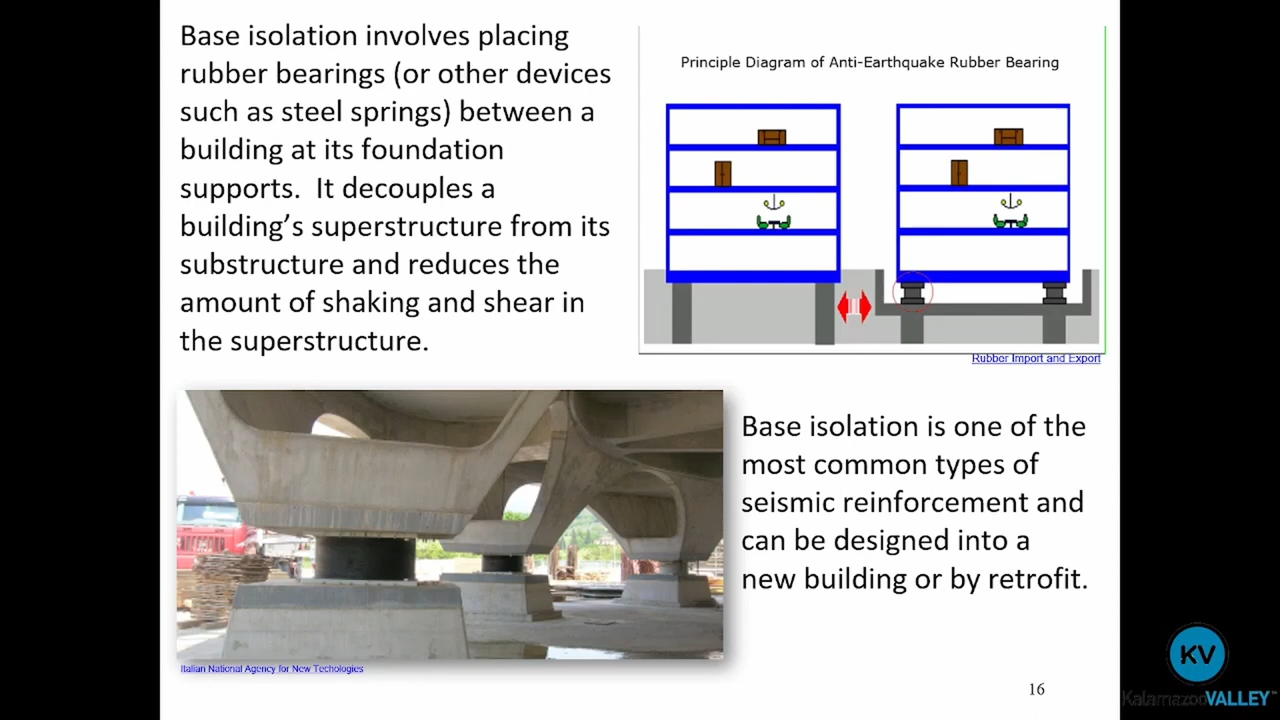 Base isolation involves placing
rubber bearings (or other devices
such as steel springs) between a
building at its foundation
supports.  It decouples a
building’s superstructure from its
substructure and reduces the
amount of shaking and shear in
the superstructure.
Principle Diagram of Anti-Earthquake Rubber Bearing
Rubber Import and Export
Italian National Agency for New Techologies
Base isolation is one of the
most common types of
seismic reinforcement and
can be designed into a
new building or by retrofit.
16
KV
KalamazooVALLEY™